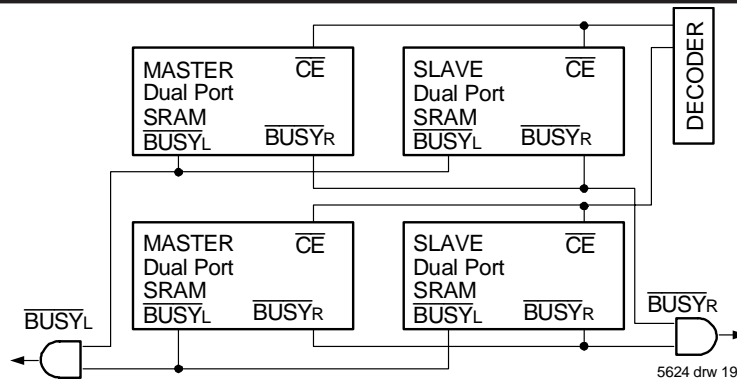 MASTER CE
Dual Port
SRAM
BUSYL BUSYR
SLAVE CE
Dual Port
SRAM
BUSYL BUSYR
DECODER
MASTER CE
Dual Port
SRAM
BUSYL BUSYR
SLAVE CE
Dual Port
SRAM
BUSYL BUSYR
BUSYL
BUSYR
5624 drw 19